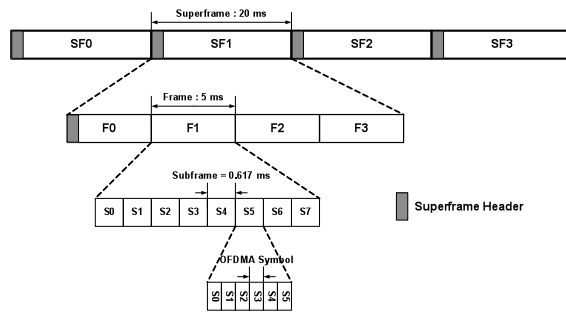 Superframe : 20 ms
SF0 SF1 SF2 SF3
Frame : 5 ms
F0 F1 F2 F3
Subframe = 0.617 ms
S0 S1 S2 S3 S4 S5 S6 S7
Superframe Header
OFDMA Symbol
S0 S1 S2 S3 S4 S5